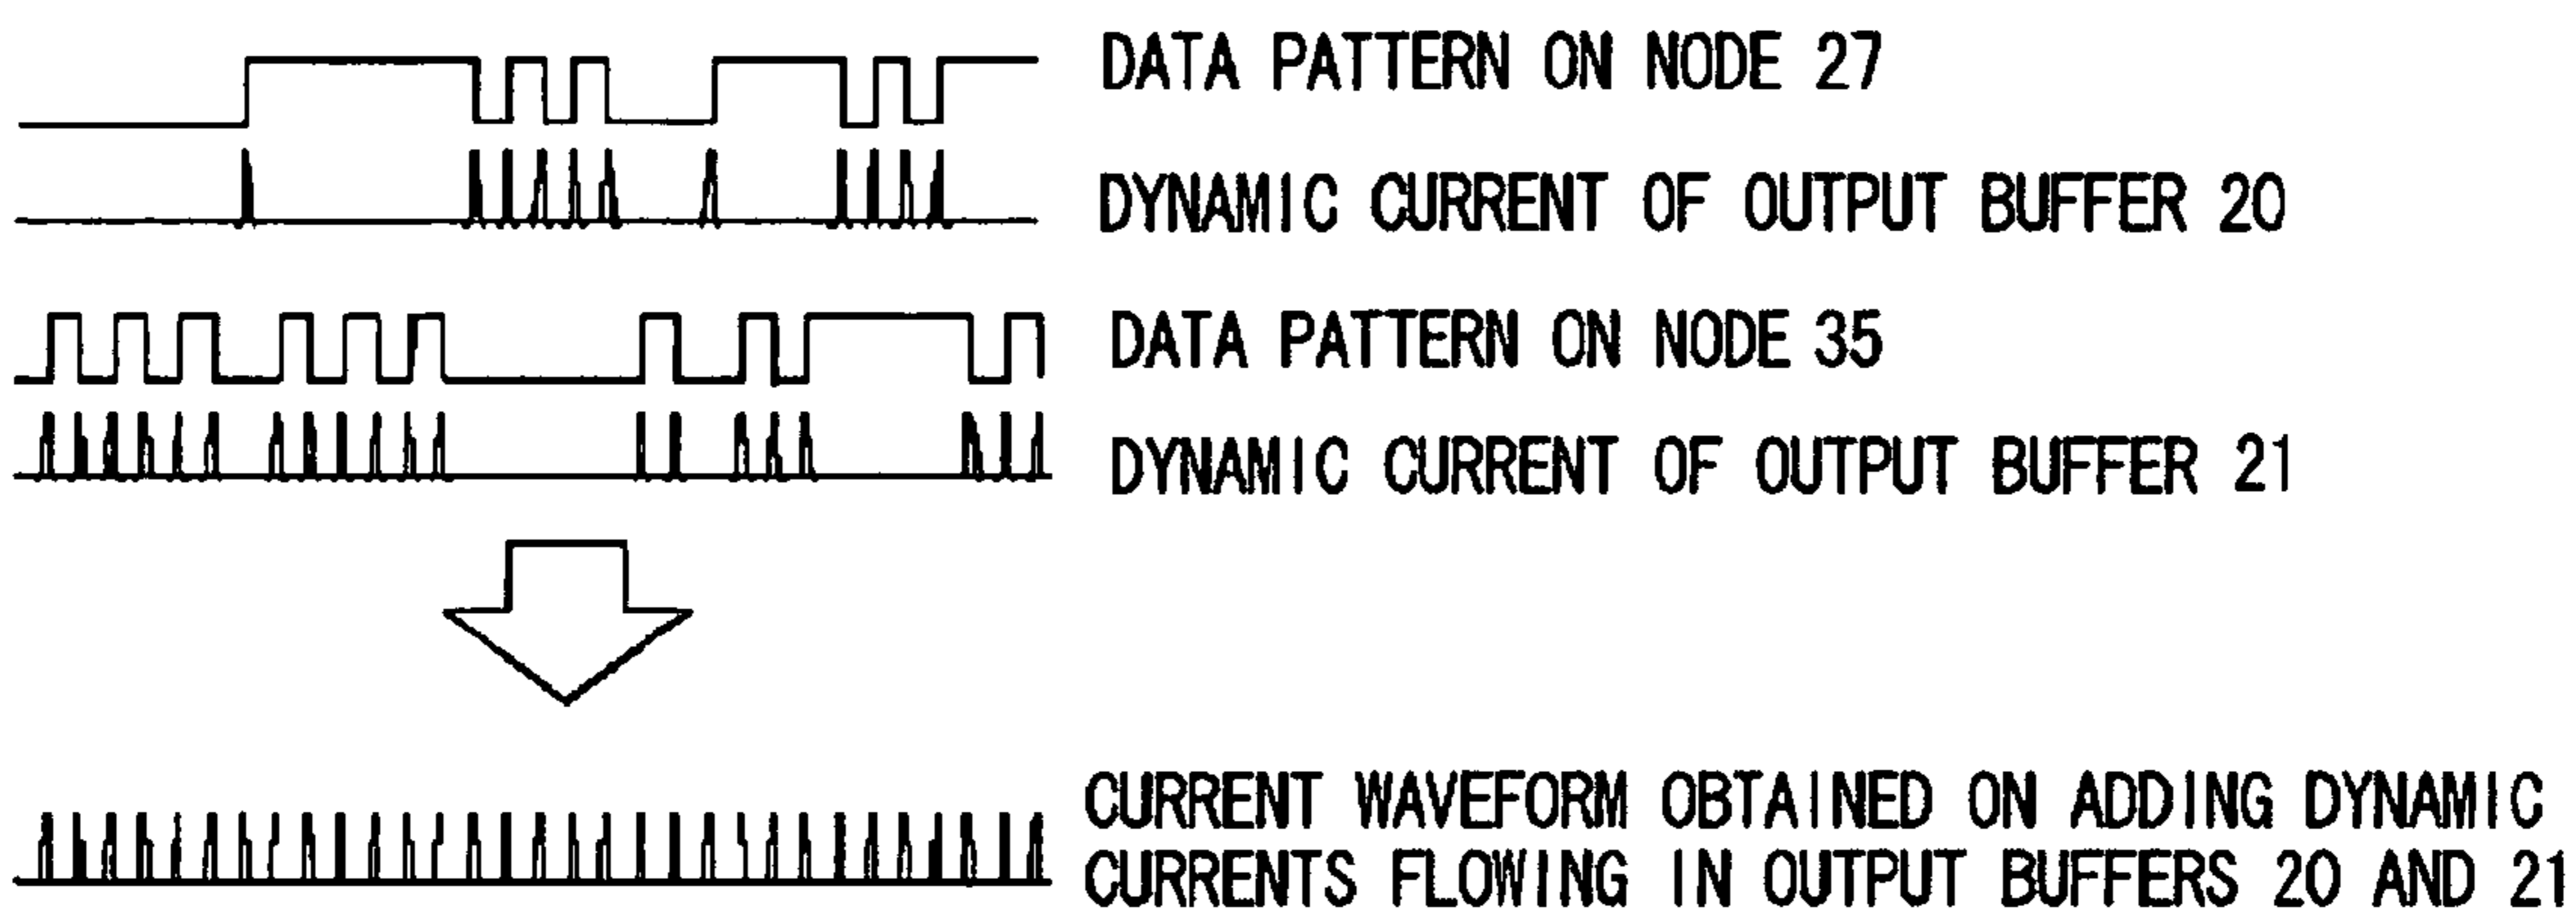 DATA PATTERN ON NODE 27
DYNAMIC CURRENT OF OUTPUT BUFFER 20
DATA PATTERN ON NODE 35
DYNAMIC CURRENT OF OUTPUT BUFFER 21
CURRENT WAVEFORM OBTAINED ON ADDING DYNAMIC
CURRENTS FLOWING IN OUTPUT BUFFERS 20 AND 21